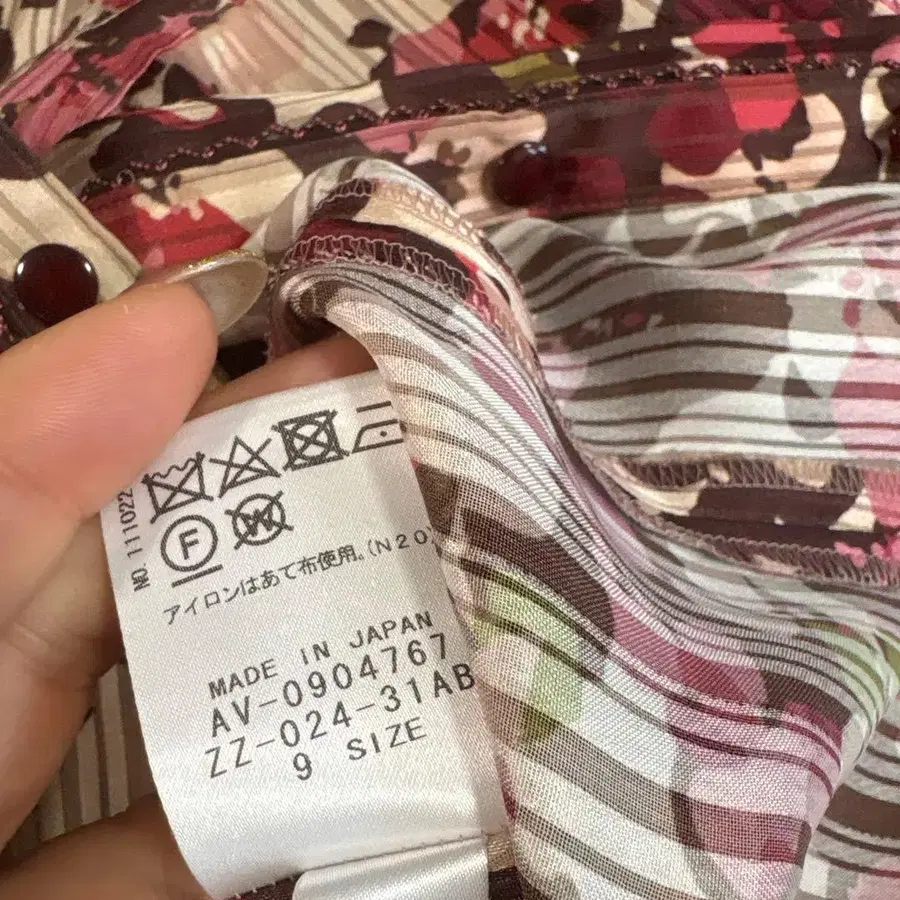 F
W
アイロンはあて布使用。(N20)
MADE IN JAPAN
AV-0904767
ZZ-024-31AB
9 SIZE
NO. 111022